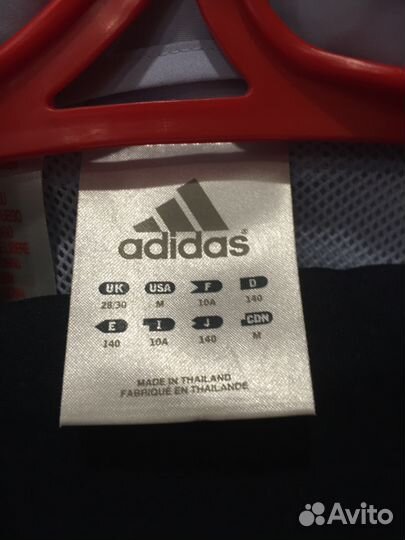 adidas
UK USA F D
28/30 M 10A 140
E I J CDN
140 10A 140 M
MADE IN THAILAND
FABRIQUÉ EN THAILANDE
Avito